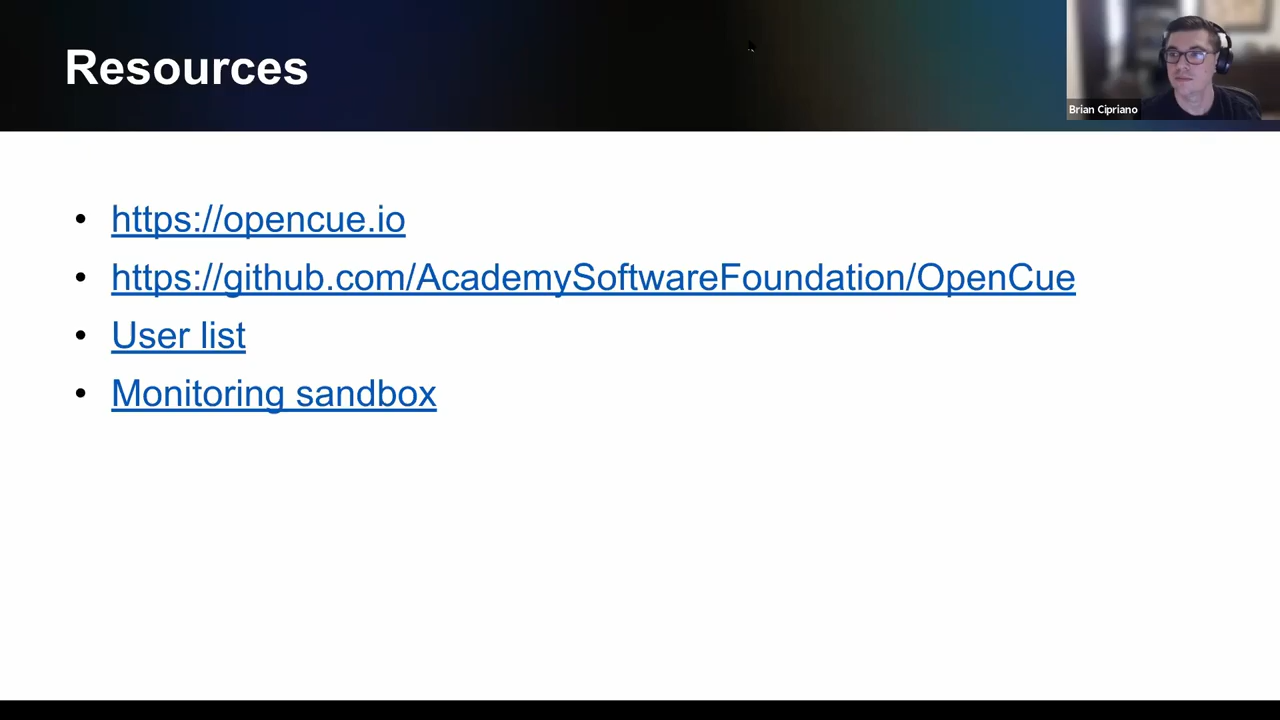 Resources
Brian Cipriano
https://opencue.io
https://github.com/AcademySoftwareFoundation/OpenCue
User list
Monitoring sandbox